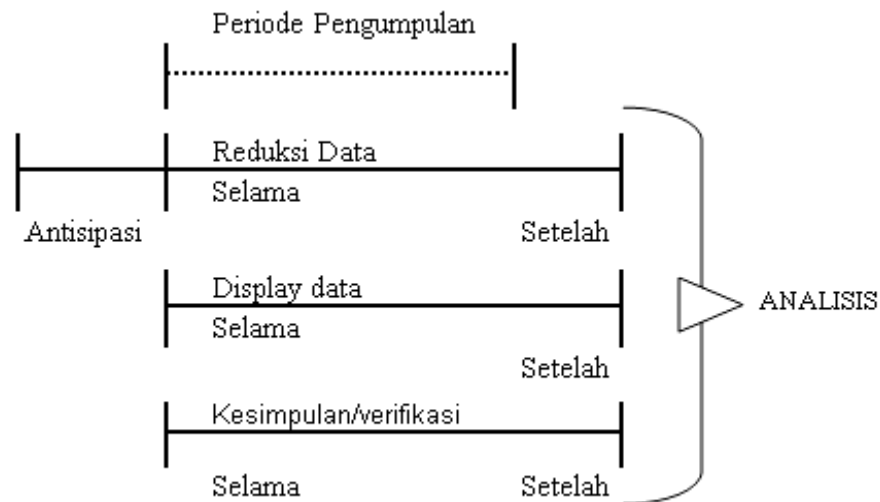 Periode Pengumpulan
Reduksi Data
Selama
Antisipasi Setelah
Display data
Selama
ANALISIS
Setelah
Kesimpulan/verifikasi
Selama Setelah